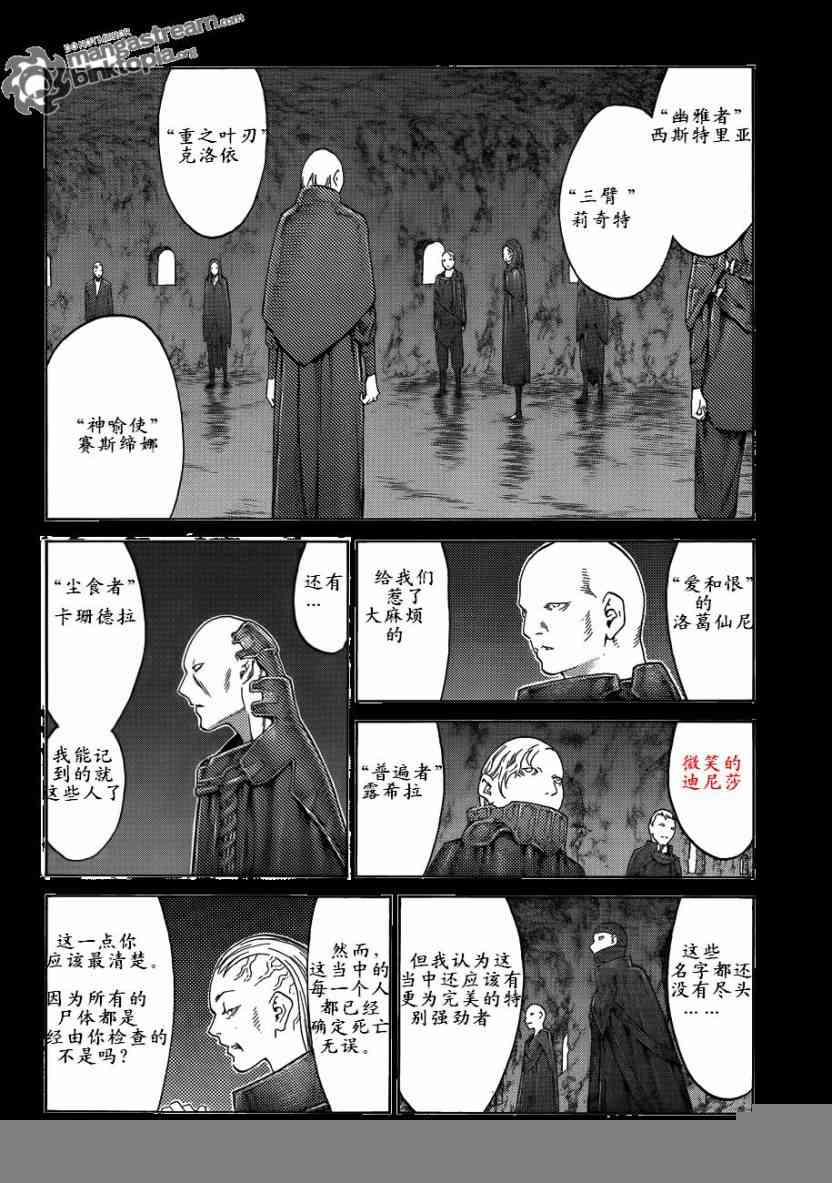 DO NOT MIRROR
mangastream.com
binktopia.org
“幽雅者”
西斯特里亚
“三臂 ”
莉奇特
“重之叶刃”
克洛依
“神喻使”
赛斯缔娜
“爱和恨”
的
洛葛仙尼
给我们
惹了
大麻烦
的
微笑的
迪尼莎
“普遍者”
露希拉
还有
…
“尘食者”
卡珊德拉
我能记
到的就
这些人了
这些
名字都还
没有尽头
… …
但我认为这
当中还应该有
更为完美的特
别强劲者
然而，
这当中的
每一个人
都已经
确定死亡
无误。
这一点你
应该最清楚。
因为所有的
尸体都是
经由你检查的
不是吗？